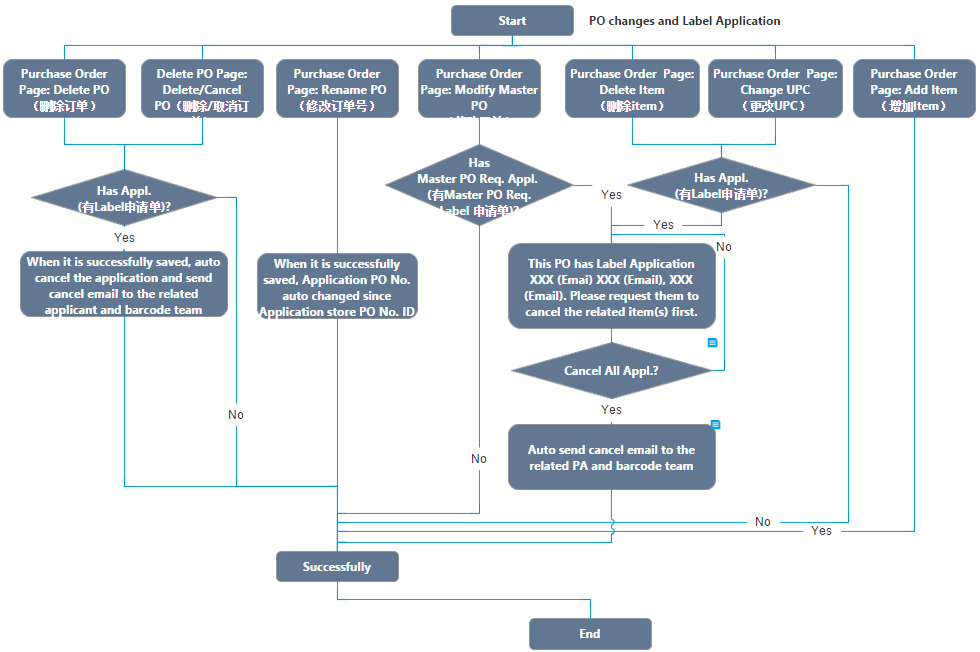 Start
PO changes and Label Application
Purchase Order
Page: Delete PO
（删除订单）
Delete PO Page:
Delete/Cancel
PO（删除/取消订
Purchase Order
Page: Rename PO
（修改订单号）
Purchase Order
Page: Modify Master
PO
Purchase Order Page:
Delete Item
（删除item）
Purchase Order Page:
Change UPC
（更改UPC）
Purchase Order
Page: Add Item
（增加Item）
Has Appl.
(有Label申请单)?
Yes
When it is successfully saved, auto
cancel the application and send
cancel email to the related
applicant and barcode team
No
When it is successfully
saved, Application PO No.
auto changed since
Application store PO No. ID
Has
Master PO Req. Appl.
(有Master PO Req.
Label 申请单)?
Yes
No
Has Appl.
(有Label申请单)?
Yes
No
This PO has Label Application
XXX (Emai) XXX (Email), XXX
(Email). Please request them to
cancel the related item(s) first.
Cancel All Appl.?
Yes
Auto send cancel email to the
related PA and barcode team
No
Yes
Successfully
End